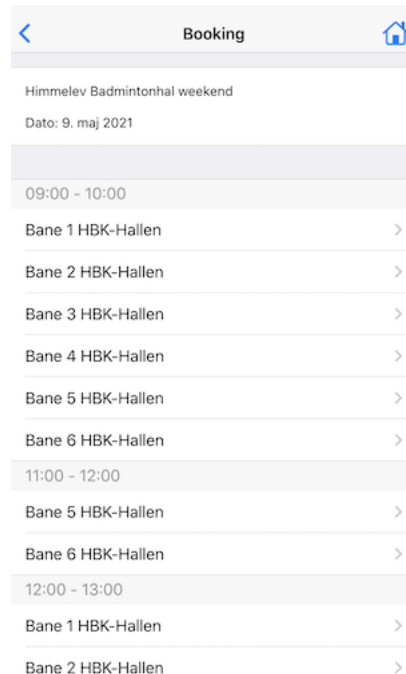 Booking
Himmelev Badmintonhal weekend
Dato: 9. maj 2021
09:00 - 10:00
Bane 1 HBK-Hallen
Bane 2 HBK-Hallen
Bane 3 HBK-Hallen
Bane 4 HBK-Hallen
Bane 5 HBK-Hallen
Bane 6 HBK-Hallen
11:00 - 12:00
Bane 5 HBK-Hallen
Bane 6 HBK-Hallen
12:00 - 13:00
Bane 1 HBK-Hallen
Bane 2 HBK-Hallen